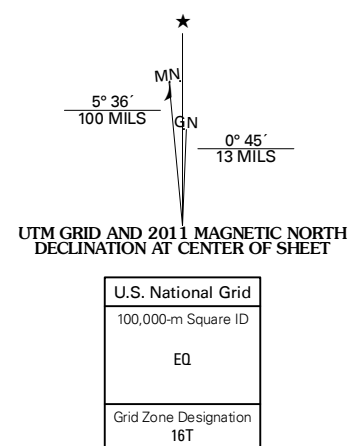 ★
MN
GN
5° 36´
100 MILS
0° 45´
13 MILS
UTM GRID AND 2011 MAGNETIC NORTH
DECLINATION AT CENTER OF SHEET
U.S. National Grid
100,000-m Square ID
EQ
Grid Zone Designation
16T